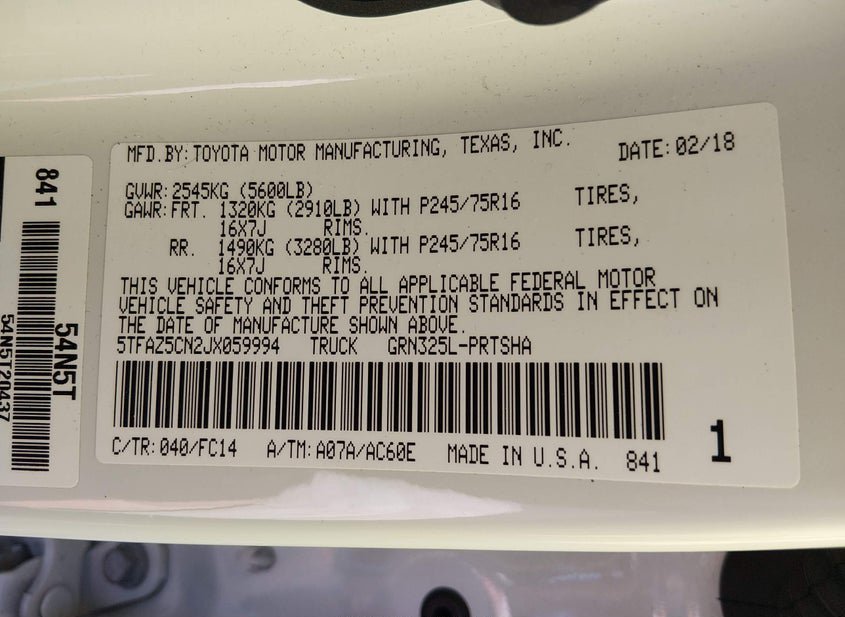 841
54N5T
54N5T20437
MFD.BY: TOYOTA MOTOR MANUFACTURING, TEXAS, INC. DATE: 02/18
GVWR: 2545KG (5600LB)
GAWR: FRT. 1320KG (2910LB) WITH P245/75R16 TIRES,
16X7J RIMS.
RR. 1490KG (3280LB) WITH P245/75R16 TIRES,
16X7J RIMS.
THIS VEHICLE CONFORMS TO ALL APPLICABLE FEDERAL MOTOR
VEHICLE SAFETY AND THEFT PREVENTION STANDARDS IN EFFECT ON
THE DATE OF MANUFACTURE SHOWN ABOVE.
5TFAZ5CN2JX059994 TRUCK GRN325L-PRTSHA
C/TR: 040/FC14 A/TM: A07A/AC60E MADE IN U.S.A. 841
1